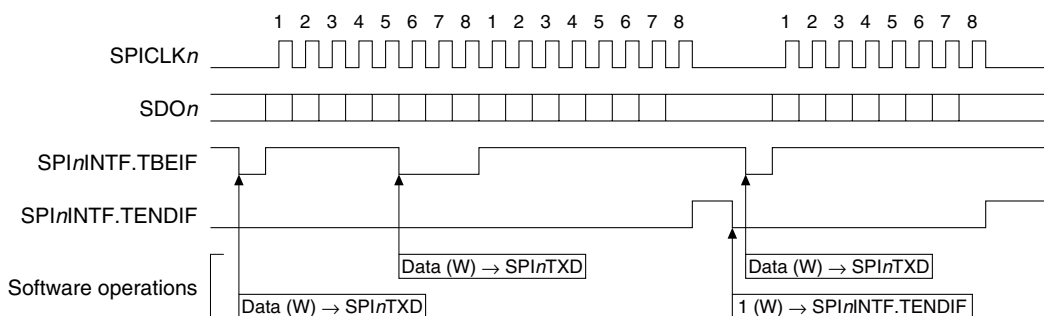 1 2 3 4 5 6 7 8 1 2 3 4 5 6 7 8 1 2 3 4 5 6 7 8
SPICLKn
SDOn
SPInINTF.TBEIF
SPInINTF.TENDIF
Data (W) → SPInTXD
Data (W) → SPInTXD
Software operations
Data (W) → SPInTXD
1 (W) → SPInINTF.TENDIF